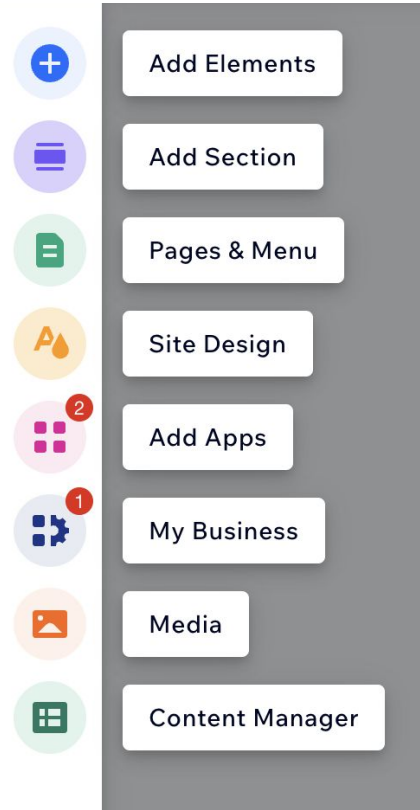 Add Elements
Add Section
Pages & Menu
Site Design
2
Add Apps
1
My Business
Media
Content Manager